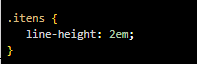 .itens {
line-height: 2em;
}